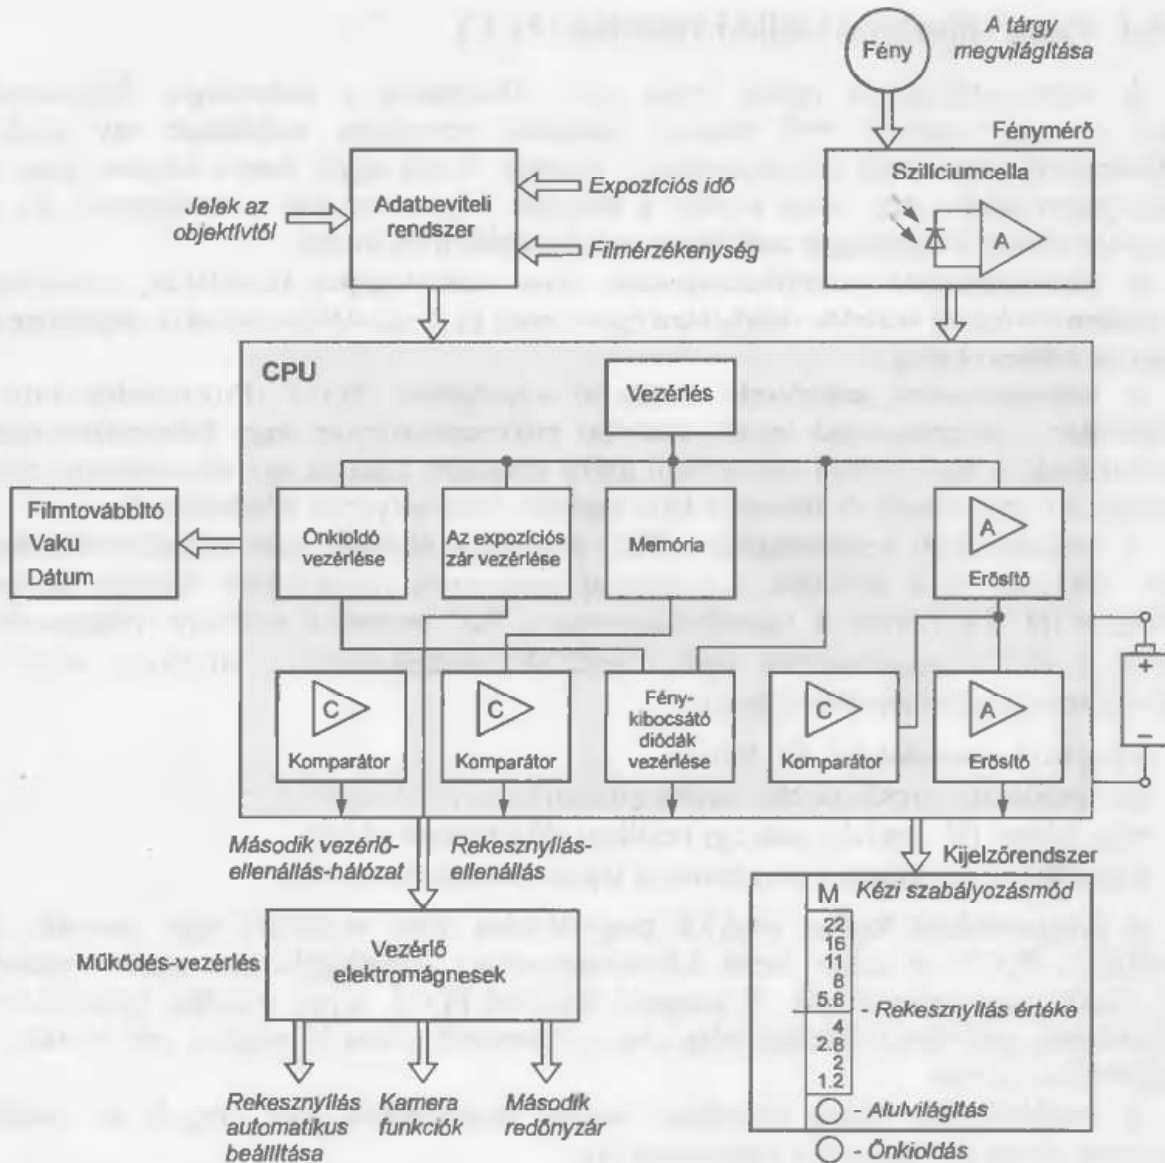 Fény
A tárgy
megvilágítása
Fénymérő
Szilíciumcella
A
Jelek az
objektívtől
Adatbeviteli
rendszer
Expozíciós idő
Filmérzékenység
CPU
Vezérlés
Filmtovábbító
Vaku
Dátum
Önkioldó
vezérlése
Az expozíciós
zár vezérlése
Memória
A
Erősítő
C
Komparátor
C
Komparátor
Fény-
kibocsátó
diódák
vezérlése
C
Komparátor
A
Erősítő
+
−
Második vezérlő-
ellenállás-hálózat
Rekesznyílás-
ellenállás
Működés-vezérlés
Vezérlő
elektromágnesek
Rekesznyílás
automatikus
beállítása
Kamera
funkciók
Második
redőnyzár
Kijelzőrendszer
M Kézi szabályozásmód
22
16
11
8
5.8
- Rekesznyílás értéke
4
2.8
2
1.2
- Alulvilágítás
- Önkioldás